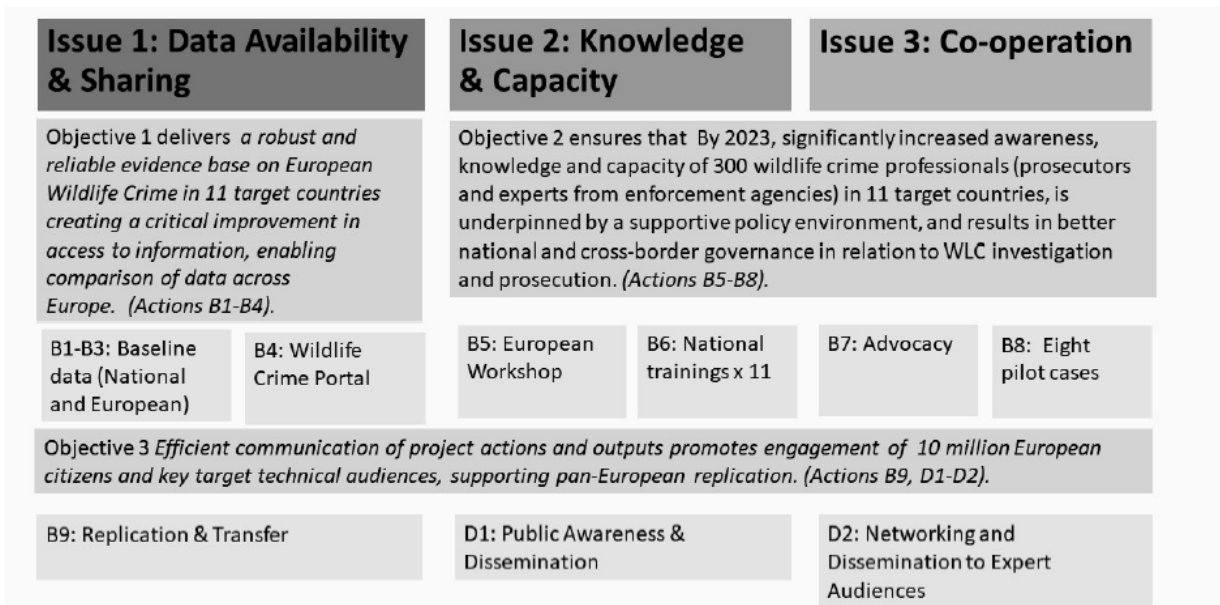 Issue 1: Data Availability
& Sharing
Issue 2: Knowledge
& Capacity
Issue 3: Co-operation
Objective 1 delivers a robust and
reliable evidence base on European
Wildlife Crime in 11 target countries
creating a critical improvement in
access to information, enabling
comparison of data across
Europe. (Actions B1-B4).
Objective 2 ensures that By 2023, significantly increased awareness,
knowledge and capacity of 300 wildlife crime professionals (prosecutors
and experts from enforcement agencies) in 11 target countries, is
underpinned by a supportive policy environment, and results in better
national and cross-border governance in relation to WLC investigation
and prosecution. (Actions B5-B8).
B1-B3: Baseline
data (National
and European)
B4: Wildlife
Crime Portal
B5: European
Workshop
B6: National
trainings x 11
B7: Advocacy
B8: Eight
pilot cases
Objective 3 Efficient communication of project actions and outputs promotes engagement of 10 million European
citizens and key target technical audiences, supporting pan-European replication. (Actions B9, D1-D2).
B9: Replication & Transfer
D1: Public Awareness &
Dissemination
D2: Networking and
Dissemination to Expert
Audiences